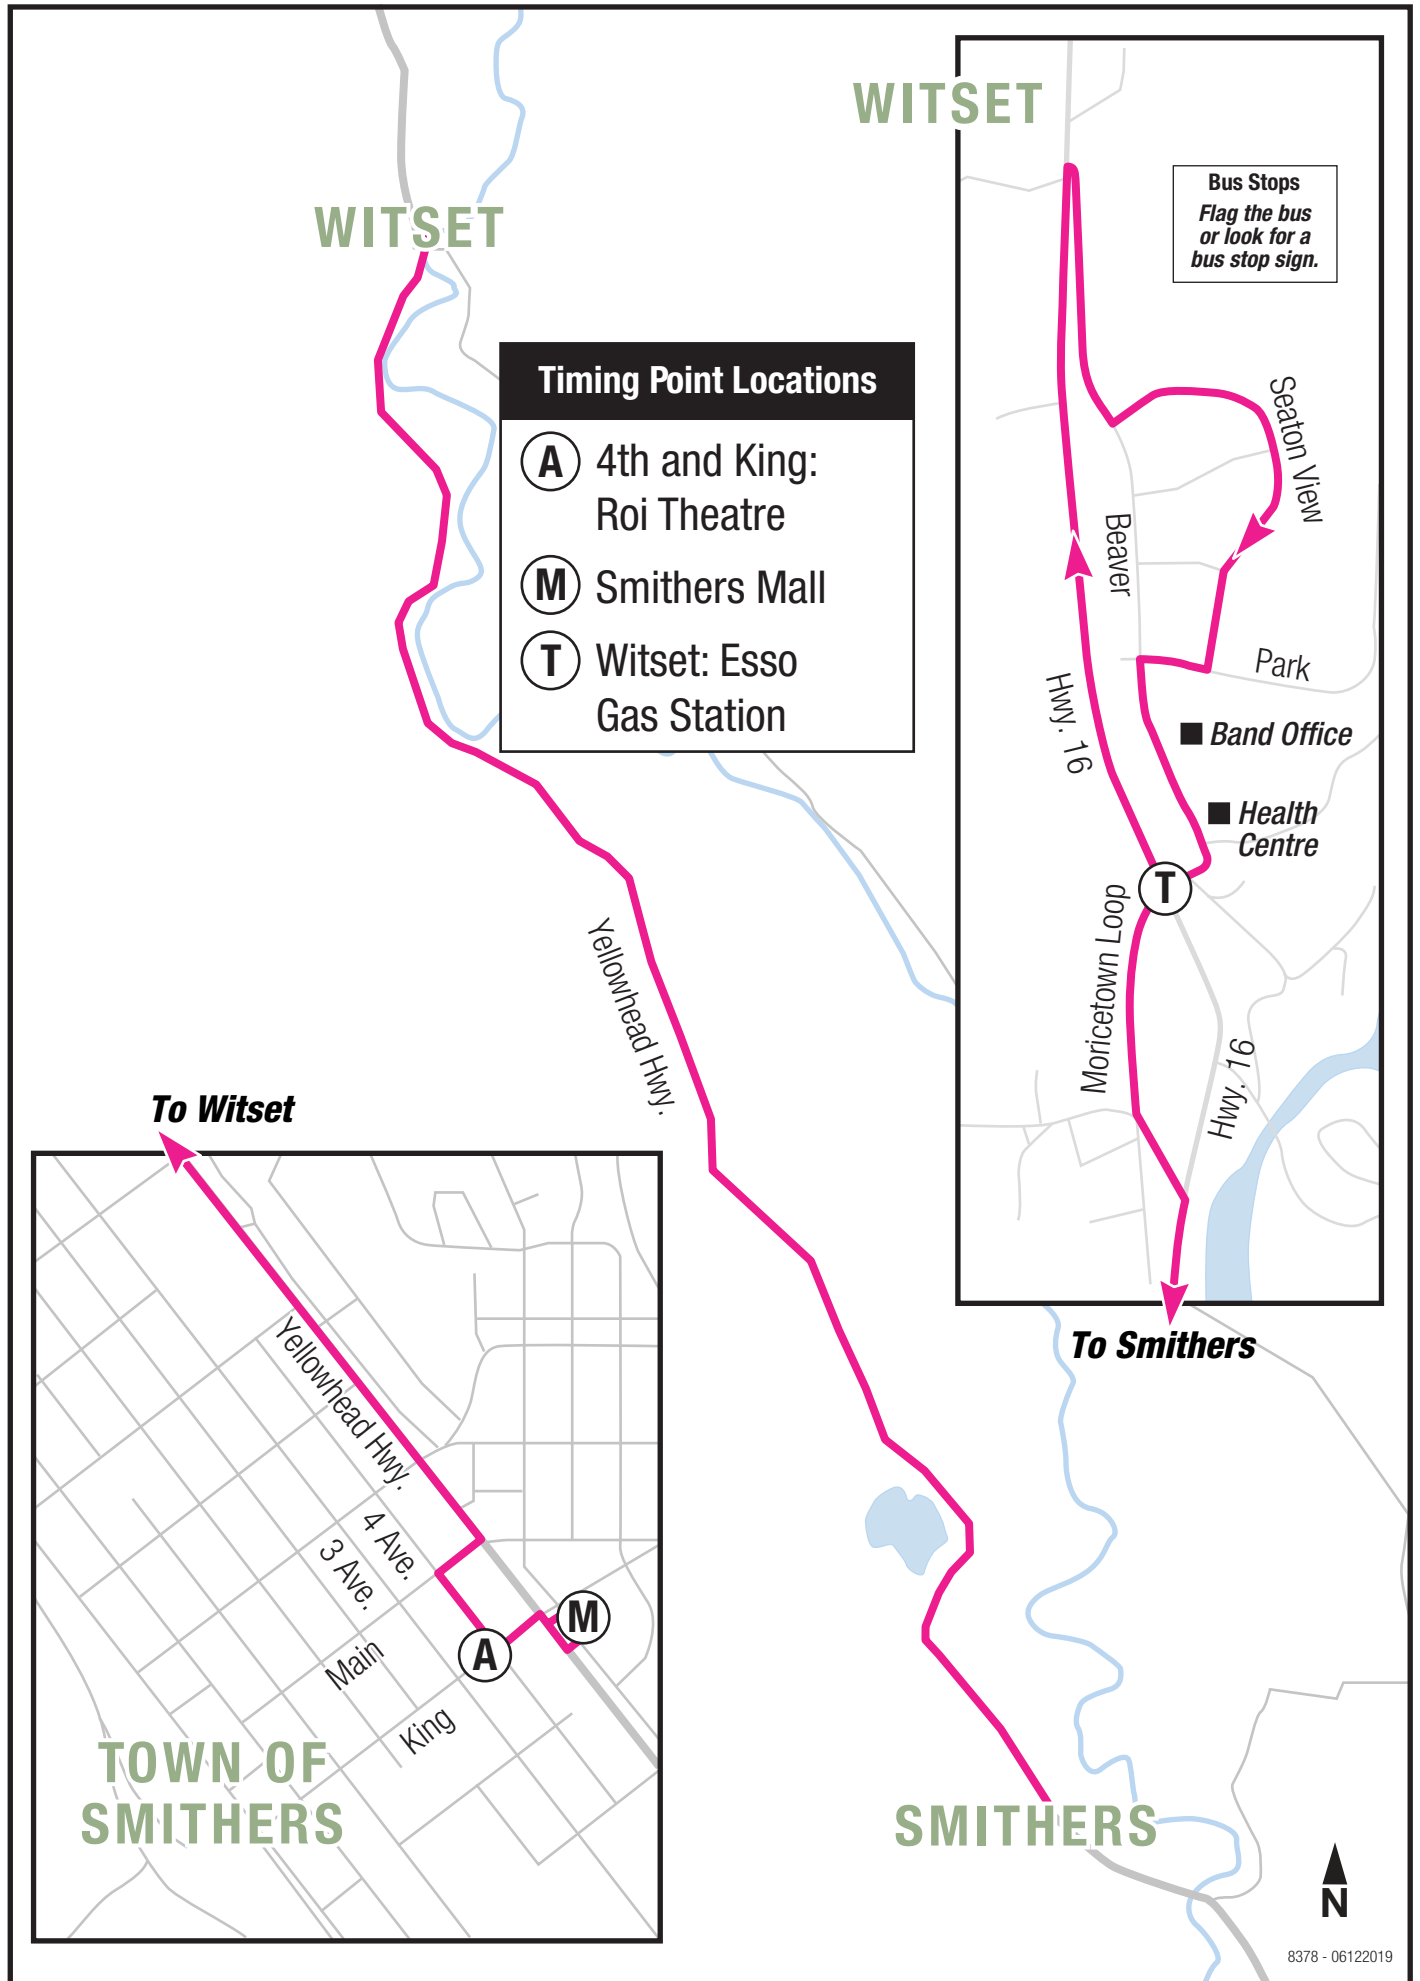 WITSET
WITSET
Bus Stops
Flag the bus
or look for a
bus stop sign.
Timing Point Locations
A 4th and King:
Roi Theatre
M Smithers Mall
T Witset: Esso
Gas Station
Seaton View
Beaver
Park
Hwy. 16
Band Office
Health
Centre
T
Moricetown Loop
Hwy. 16
To Smithers
Yellowhead Hwy.
To Witset
Yellowhead Hwy.
4 Ave.
3 Ave.
Main
King
A
M
TOWN OF
SMITHERS
SMITHERS
N
8378 - 06122019